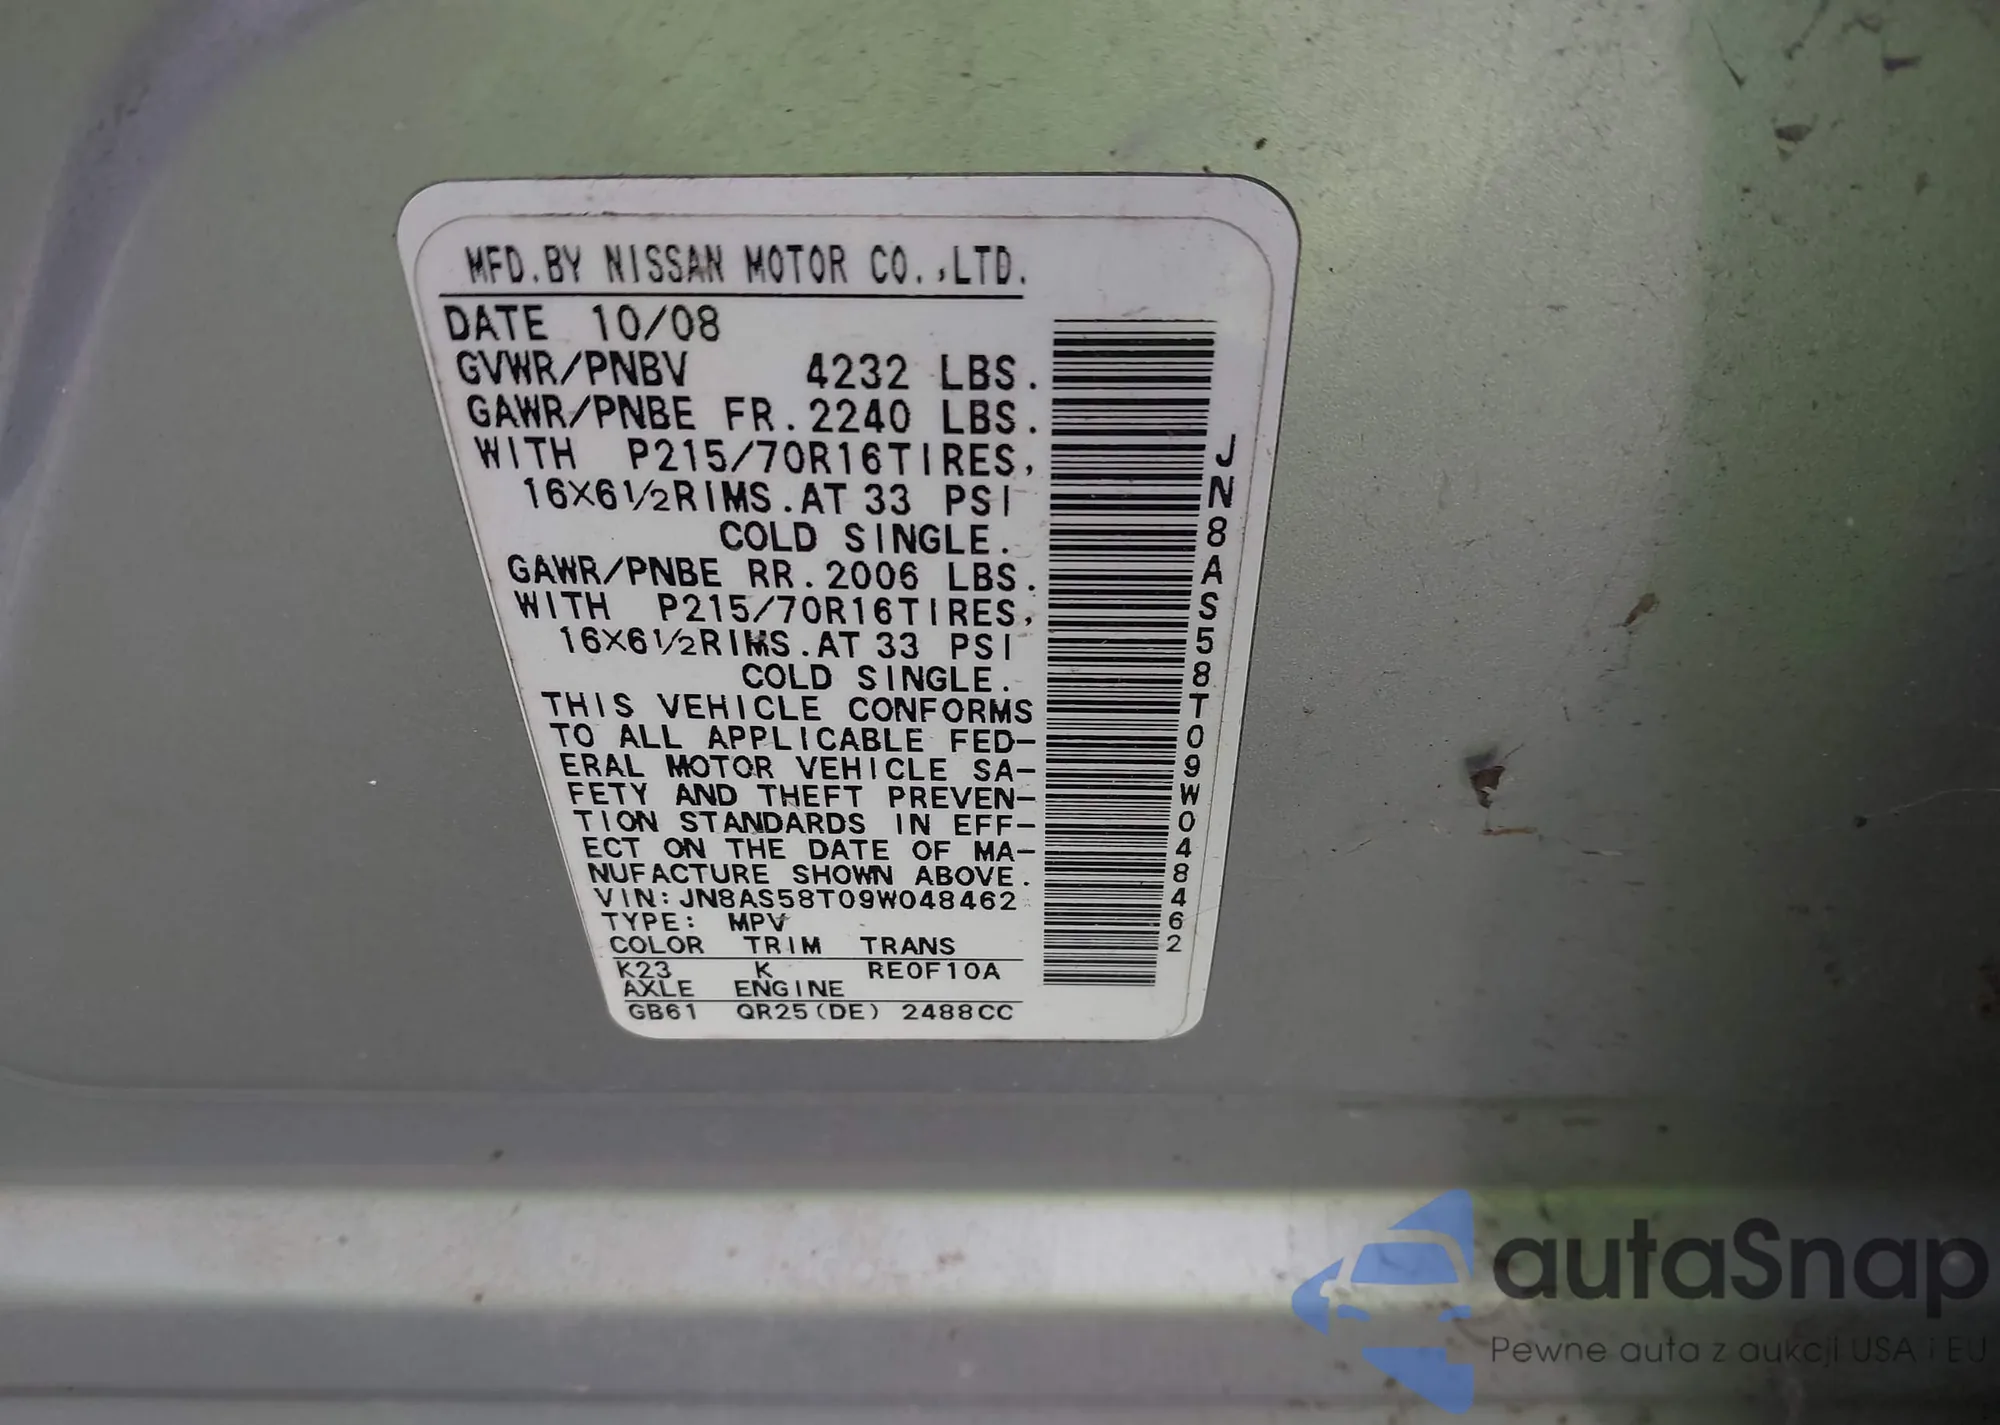 MFD.BY NISSAN MOTOR CO.,LTD.
DATE 10/08
GVWR/PNBV 4232 LBS.
GAWR/PNBE FR.2240 LBS.
WITH P215/70R16TIRES,
16X6½RIMS.AT 33 PSI
COLD SINGLE.
GAWR/PNBE RR.2006 LBS.
WITH P215/70R16TIRES,
16X6½RIMS.AT 33 PSI
COLD SINGLE.
THIS VEHICLE CONFORMS
TO ALL APPLICABLE FED-
ERAL MOTOR VEHICLE SA-
FETY AND THEFT PREVEN-
TION STANDARDS IN EFF-
ECT ON THE DATE OF MA-
NUFACTURE SHOWN ABOVE.
VIN:JN8AS58T09W048462
TYPE: MPV
COLOR TRIM TRANS
K23 K RE0F10A
AXLE ENGINE
GB61 QR25(DE) 2488CC
JN8AS58T09W048462
autaSnap
Pewne auta z aukcji USA i EU